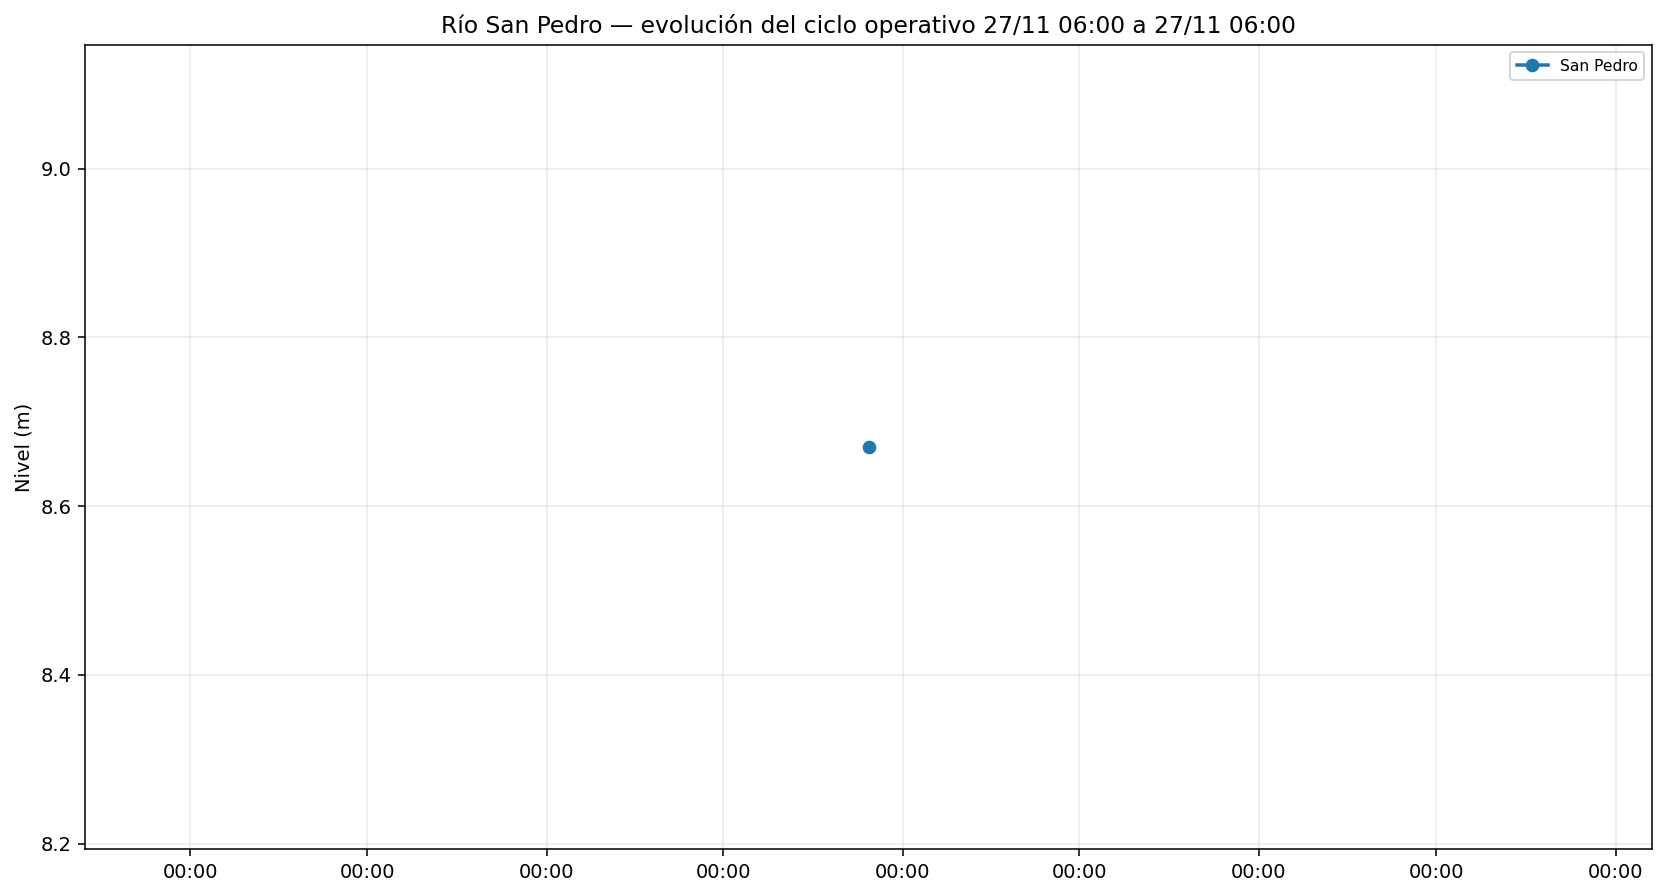 Río San Pedro — evolución del ciclo operativo 27/11 06:00 a 27/11 06:00
San Pedro
Nivel (m)
9.0
8.8
8.6
8.4
8.2
00:00 00:00 00:00 00:00 00:00 00:00 00:00 00:00 00:00